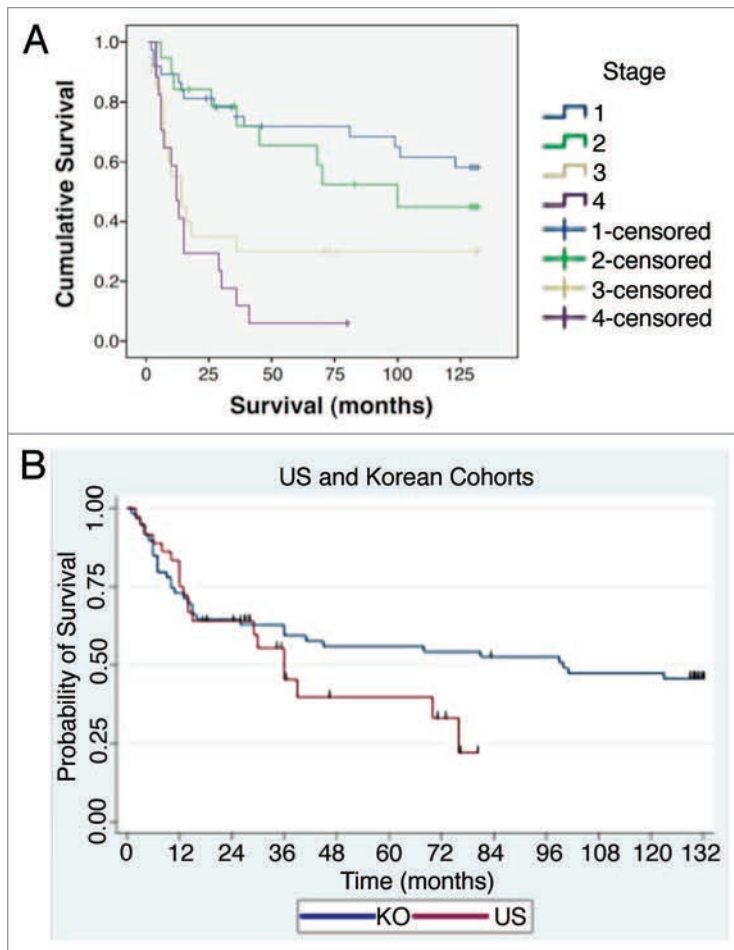 A
Cumulative Survival
1.0
0.8
0.6
0.4
0.2
0.0
0 25 50 75 100 125
Survival (months)
Stage
1
2
3
4
1-censored
2-censored
3-censored
4-censored
B
US and Korean Cohorts
Probability of Survival
1.00
0.75
0.50
0.25
0.00
0 12 24 36 48 60 72 84 96 108 120 132
Time (months)
KO US